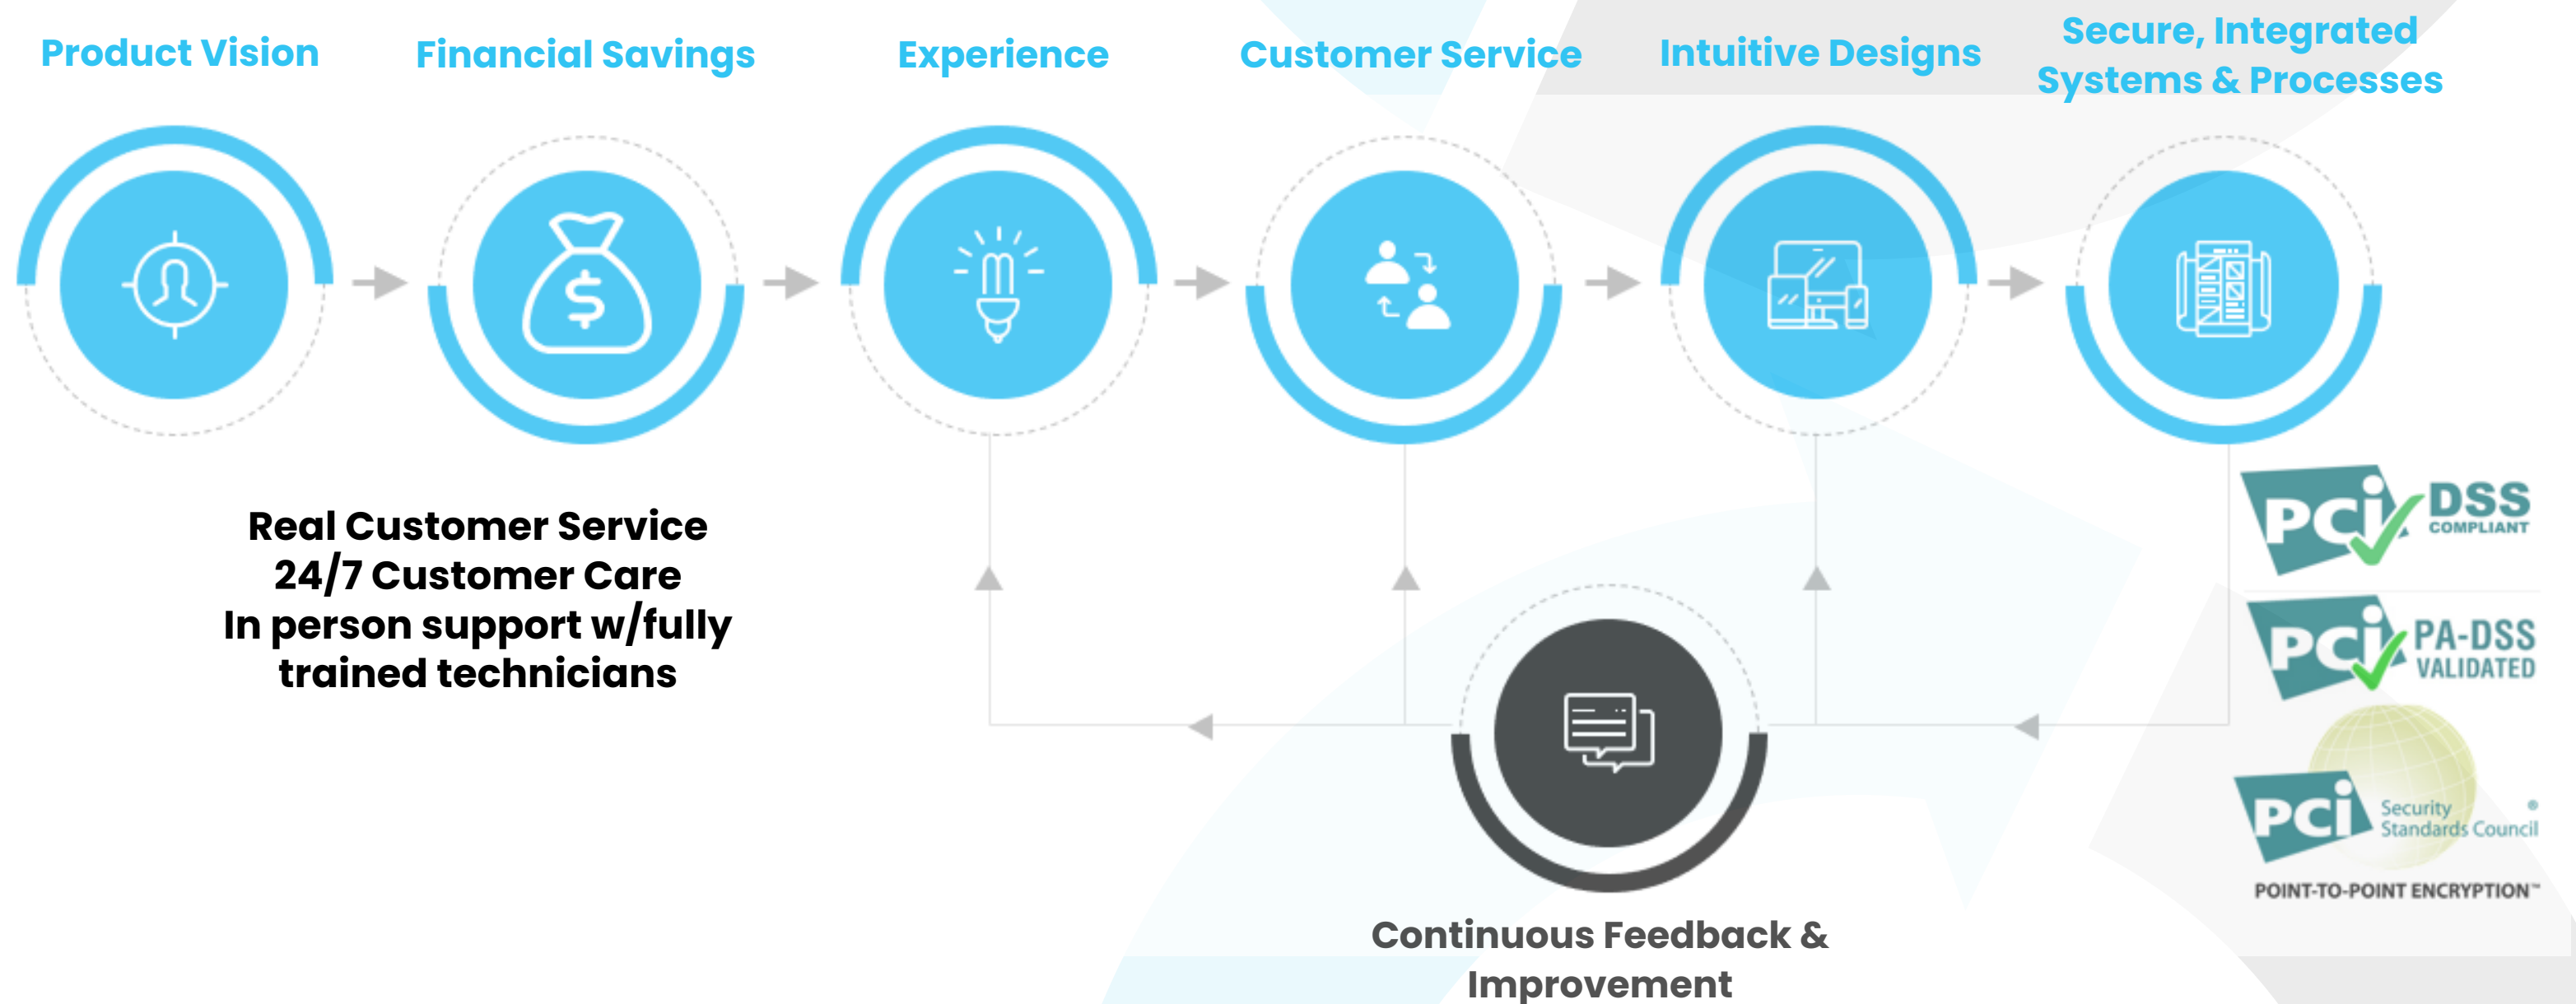 Product Vision
Financial Savings
Experience
Customer Service
Intuitive Designs
Secure, Integrated
Systems & Processes
$
Real Customer Service
24/7 Customer Care
In person support w/fully
trained technicians
PCi DSS
COMPLIANT
PCi PA-DSS
VALIDATED
PCi Security ®
Standards Council
POINT-TO-POINT ENCRYPTION™
Continuous Feedback &
Improvement